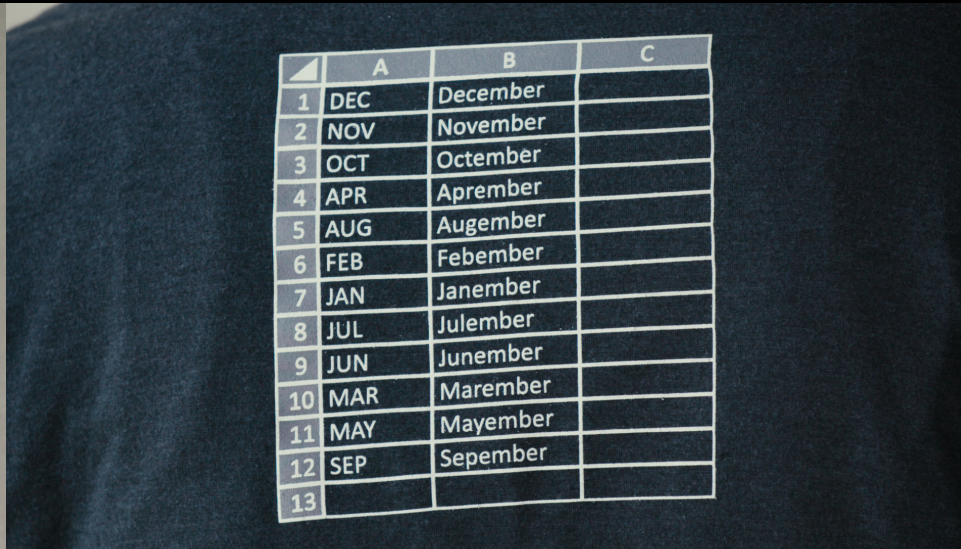 A B C
1 DEC December
2 NOV November
3 OCT Octember
4 APR Aprember
5 AUG Augember
6 FEB Febember
7 JAN Janember
8 JUL Julember
9 JUN Junember
10 MAR Marember
11 MAY Mayember
12 SEP Sepember
13